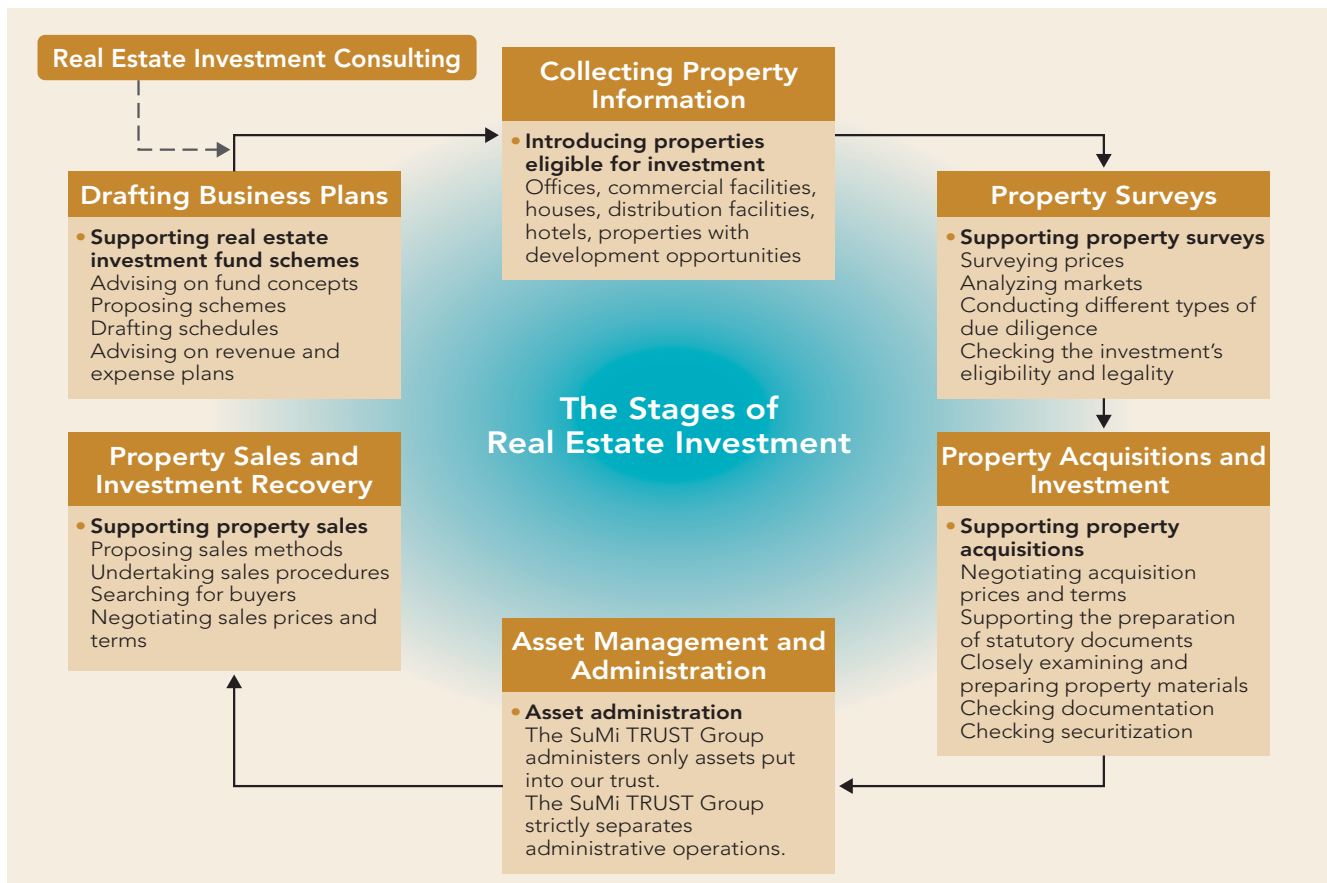 Real Estate Investment Consulting
Collecting Property
Information
• Introducing properties
eligible for investment
Offices, commercial facilities,
houses, distribution facilities,
hotels, properties with
development opportunities
Drafting Business Plans
• Supporting real estate
investment fund schemes
Advising on fund concepts
Proposing schemes
Drafting schedules
Advising on revenue and
expense plans
Property Surveys
• Supporting property surveys
Surveying prices
Analyzing markets
Conducting different types of
due diligence
Checking the investment’s
eligibility and legality
The Stages of
Real Estate Investment
Property Sales and
Investment Recovery
• Supporting property sales
Proposing sales methods
Undertaking sales procedures
Searching for buyers
Negotiating sales prices and
terms
Property Acquisitions and
Investment
• Supporting property
acquisitions
Negotiating acquisition
prices and terms
Supporting the preparation
of statutory documents
Closely examining and
preparing property materials
Checking documentation
Checking securitization
Asset Management and
Administration
• Asset administration
The SuMi TRUST Group
administers only assets put
into our trust.
The SuMi TRUST Group
strictly separates
administrative operations.